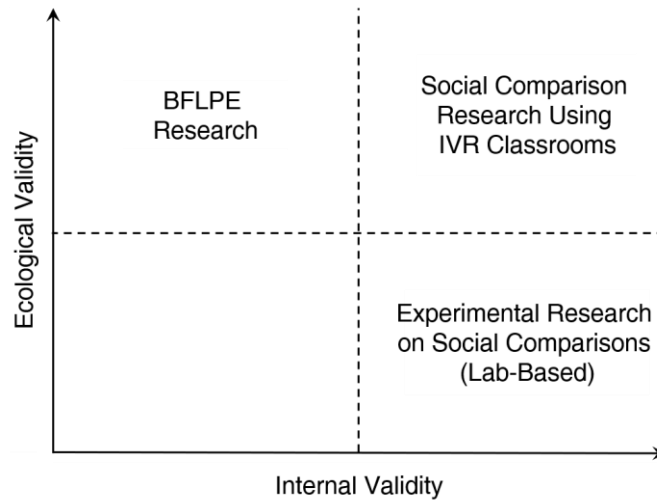 BFLPE
Research
Social Comparison
Research Using
IVR Classrooms
Experimental Research
on Social Comparisons
(Lab-Based)
Ecological Validity
Internal Validity